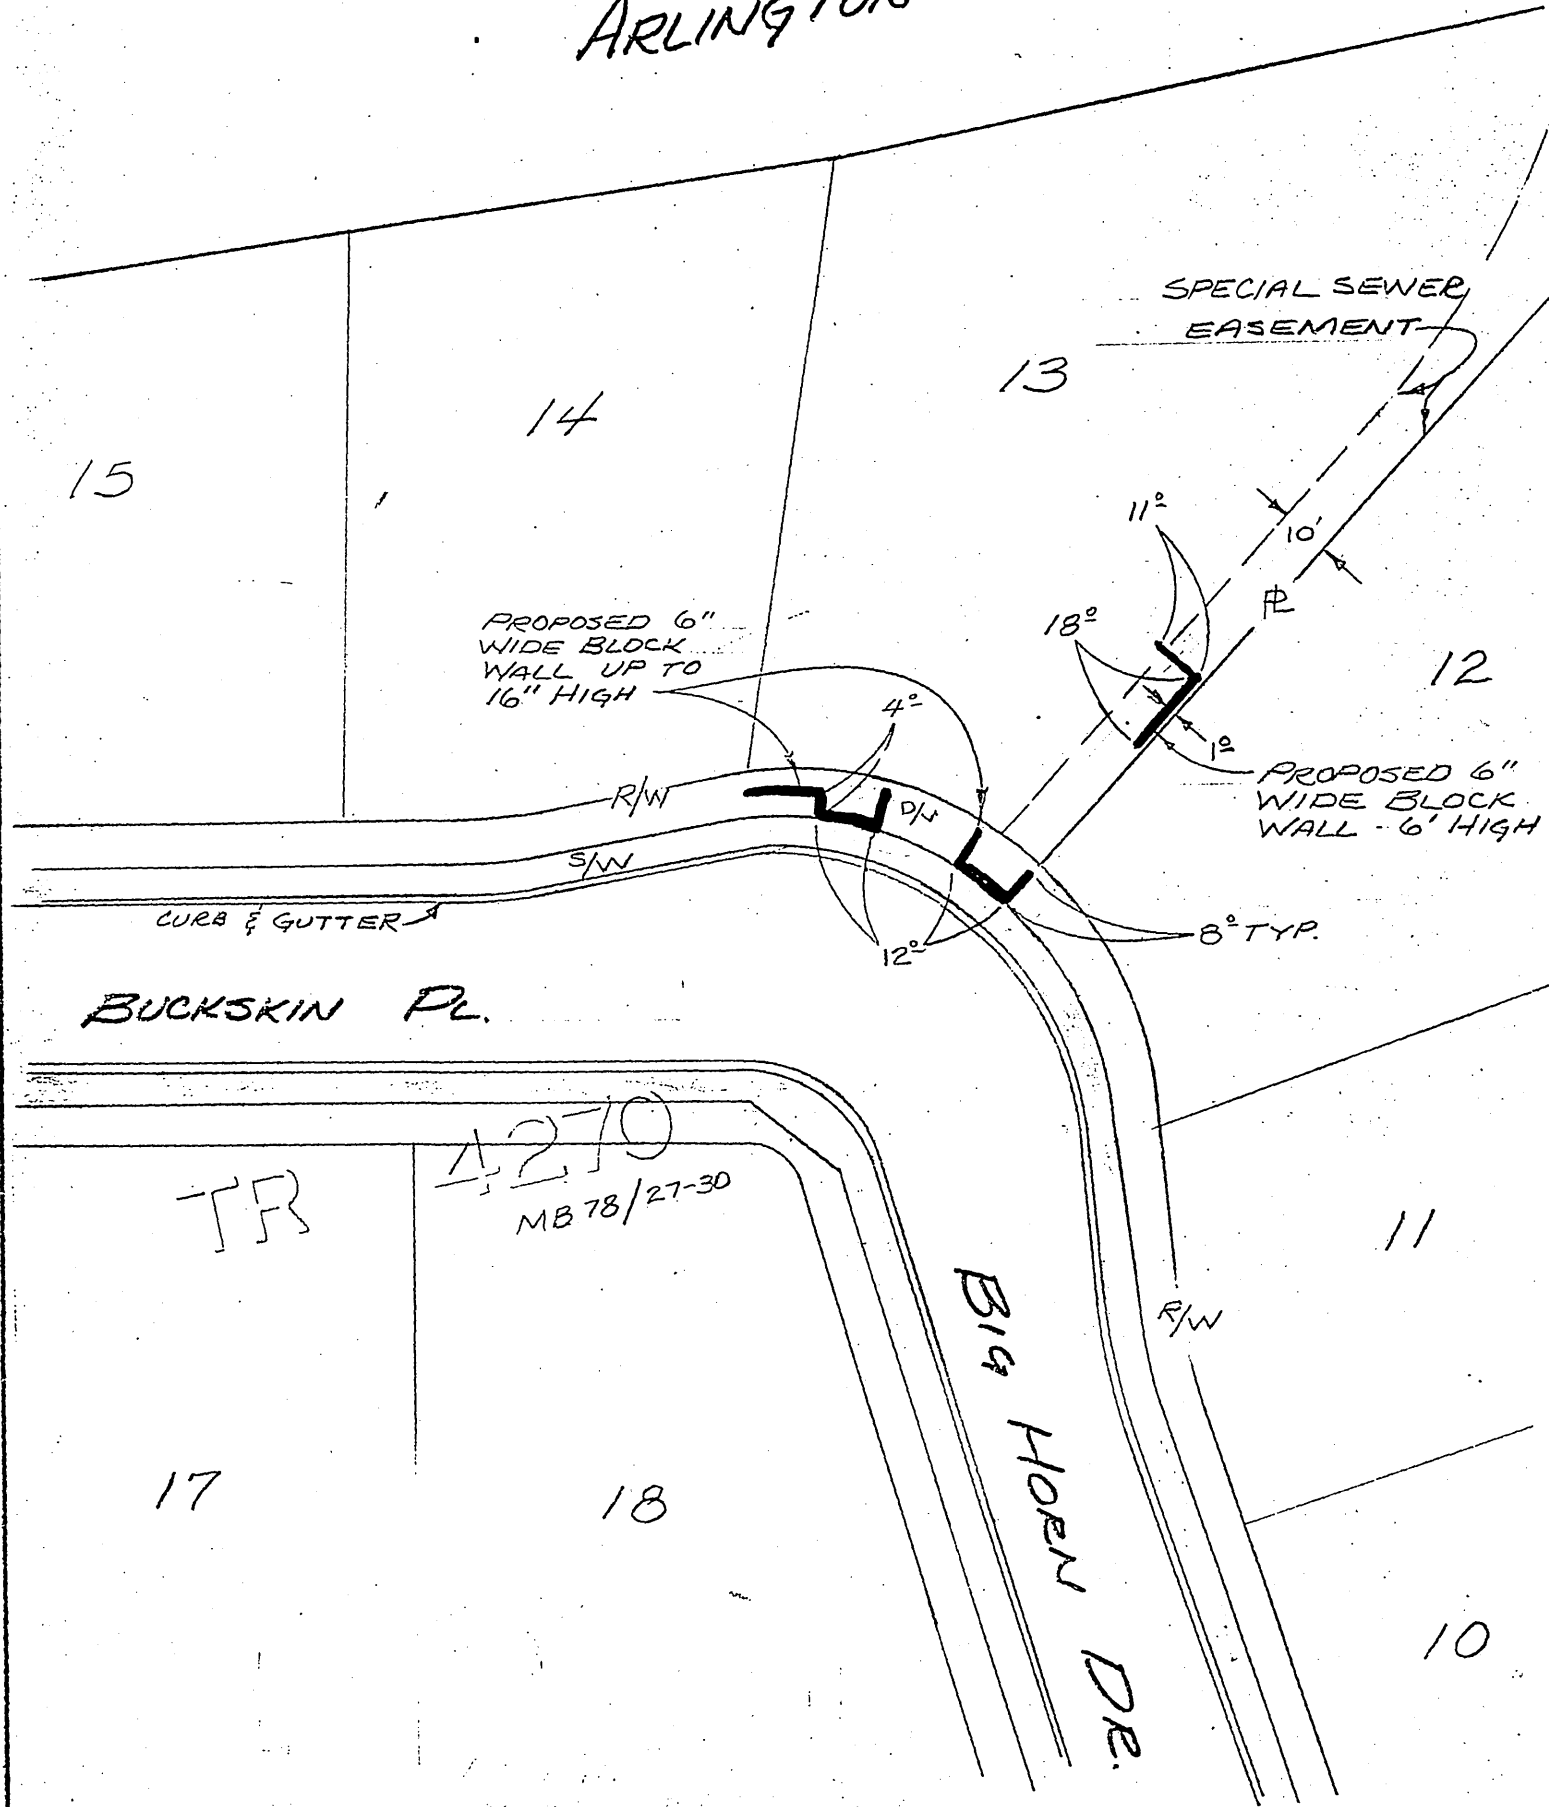 ARLINGTON
SPECIAL SEWER
EASEMENT
13
14
15
11°
10'
PL
18°
12
PROPOSED 6"
WIDE BLOCK
WALL UP TO
16" HIGH
4°
1°
PROPOSED 6"
WIDE BLOCK
WALL - 6' HIGH
R/W
D/W
S/W
CURB & GUTTER
12°
8° TYP.
BUCKSKIN PL.
TR 4270
MB 78/27-30
11
R/W
BIG HORN DR.
17
18
10